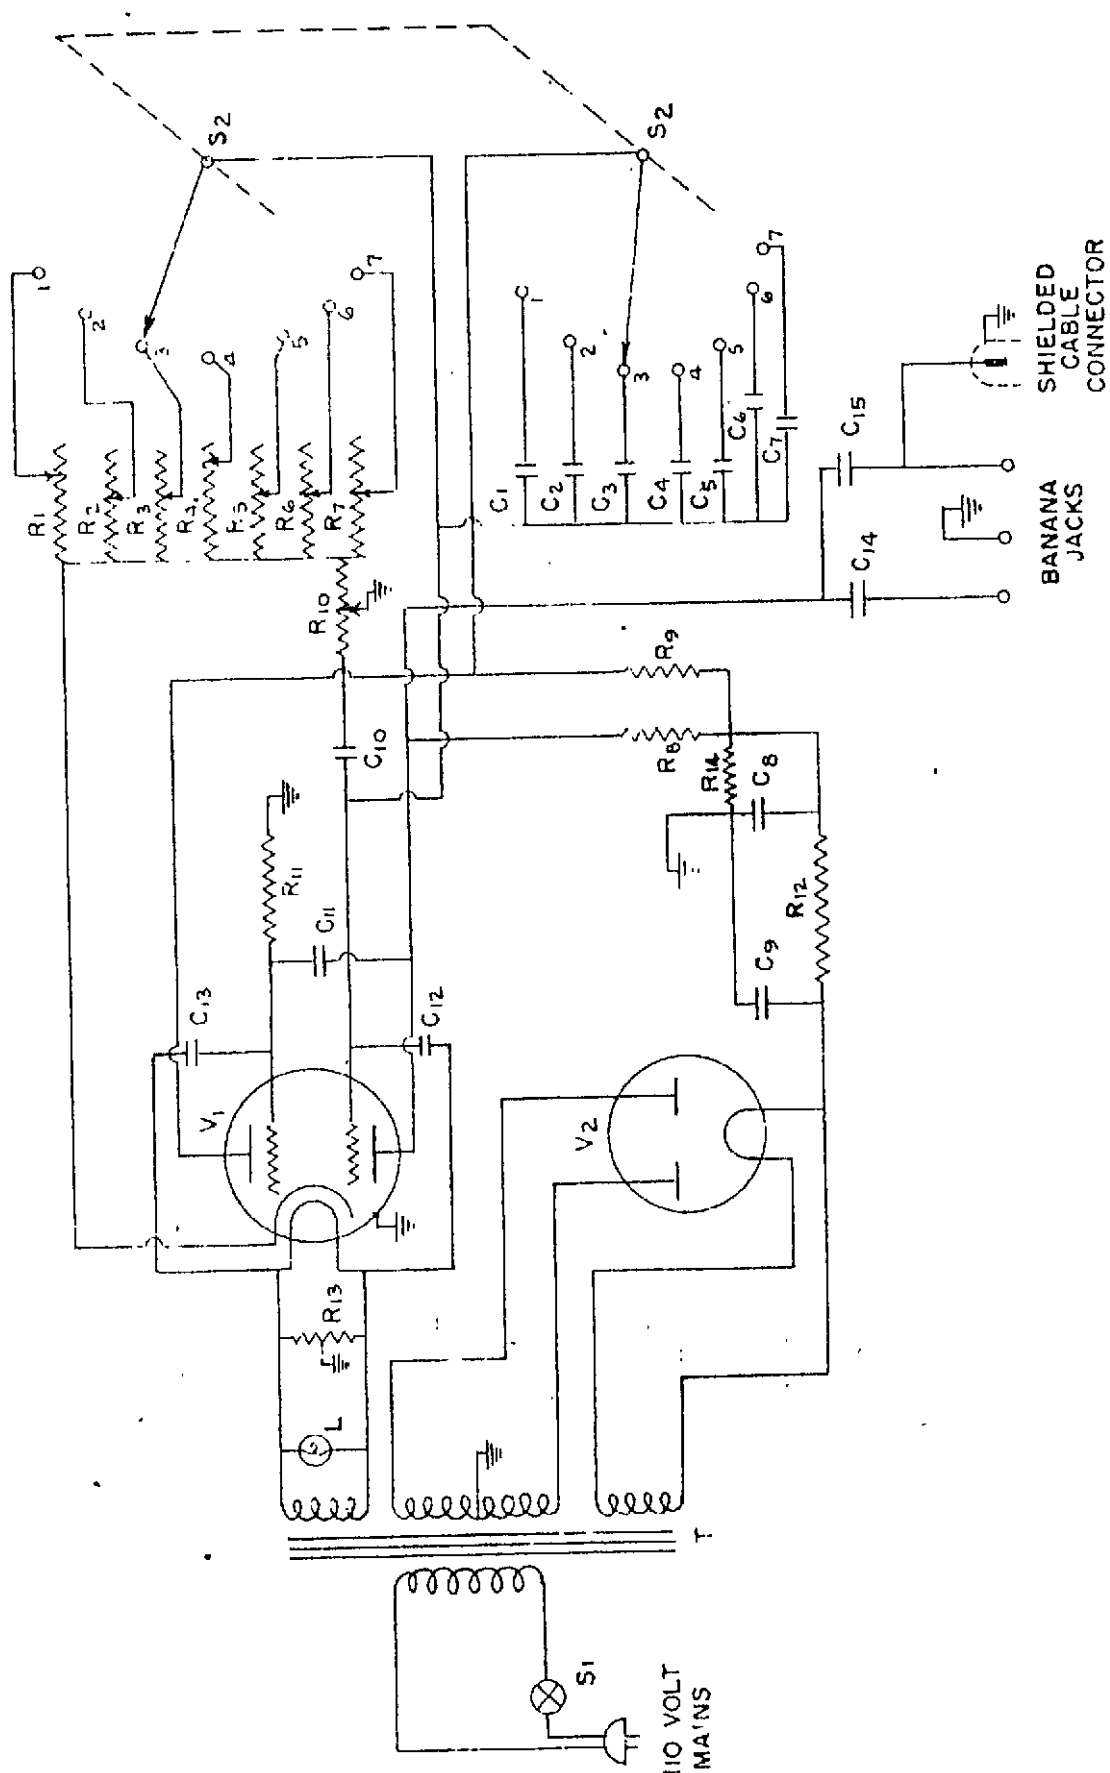 S2
1
2
3
4
5
6
7
R1
R2
R3
R4
R5
R6
R7
R10
S2
1
2
3
4
5
6
7
C1
C2
C3
C4
C5
C6
C7
C15
C14
SHIELDED
CABLE
CONNECTOR
BANANA
JACKS
R9
R8
R14
C8
C9
R12
C10
R11
C11
C12
C13
V1
V2
R13
L
T
S1
110 VOLT
MAINS